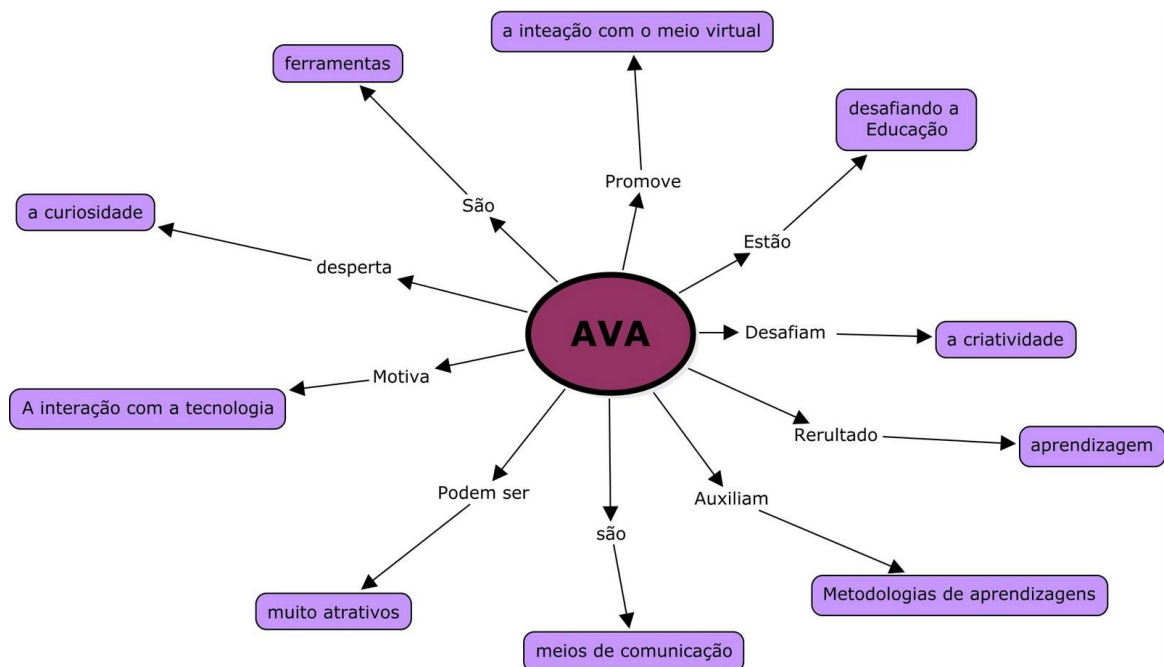 a inteação com o meio virtual
ferramentas
desafiando a
Educação
Promove
São
a curiosidade
Estão
desperta
AVA
Desafiam
a criatividade
Motiva
A interação com a tecnologia
Rerultado
aprendizagem
Podem ser
Auxiliam
são
Metodologias de aprendizagens
muito atrativos
meios de comunicação